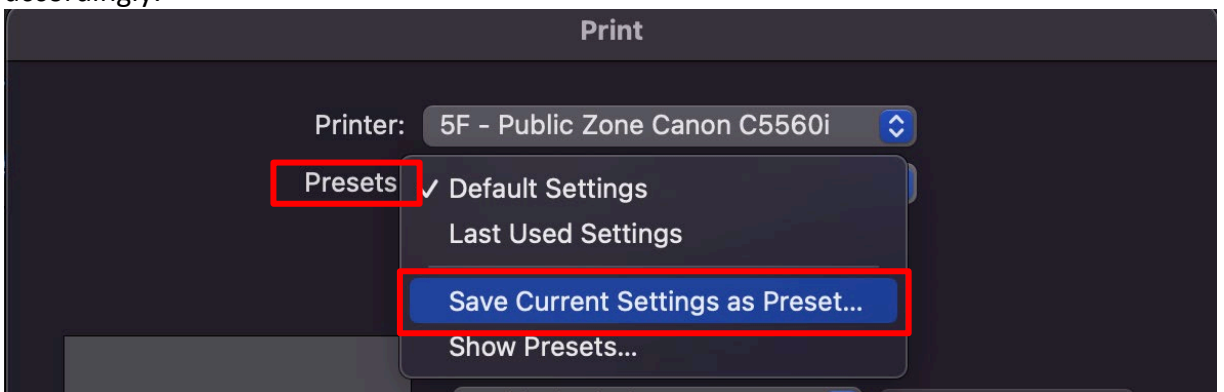 accordingly.
Print
Printer: 5F - Public Zone Canon C5560i
Presets ✓ Default Settings
Last Used Settings
Save Current Settings as Preset...
Show Presets...